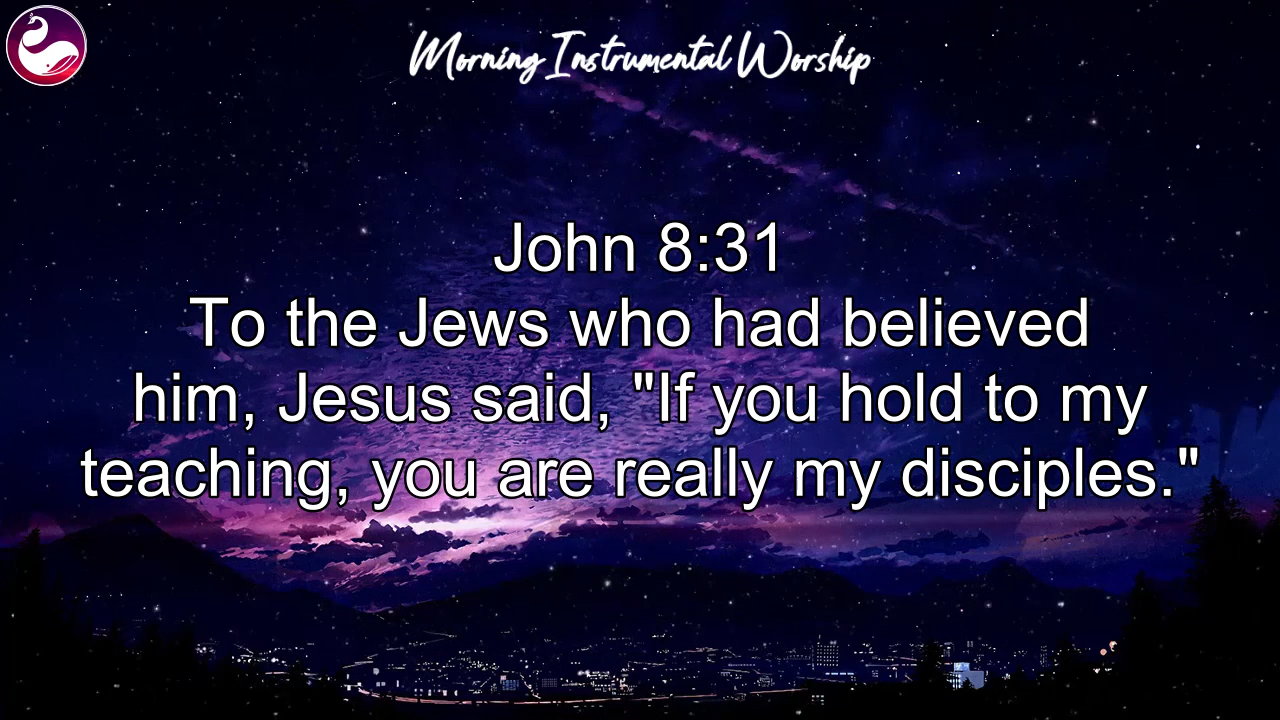 Morning Instrumental Worship
John 8:31
To the Jews who had believed
him, Jesus said, "If you hold to my
teaching, you are really my disciples."